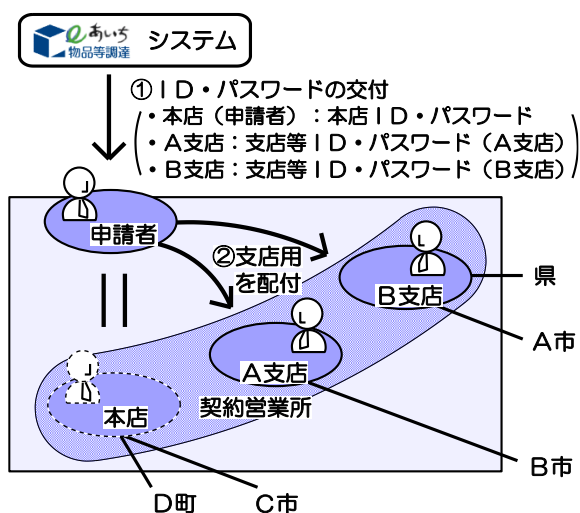 eあいち
物品等調達
システム
①ＩＤ・パスワードの交付
・本店（申請者）：本店ＩＤ・パスワード
・Ａ支店：支店等ＩＤ・パスワード（Ａ支店）
・Ｂ支店：支店等ＩＤ・パスワード（Ｂ支店）
申請者
②支店用
を配付
Ｂ支店
県
Ａ市
Ａ支店
契約営業所
本店
Ｂ市
Ｄ町
Ｃ市